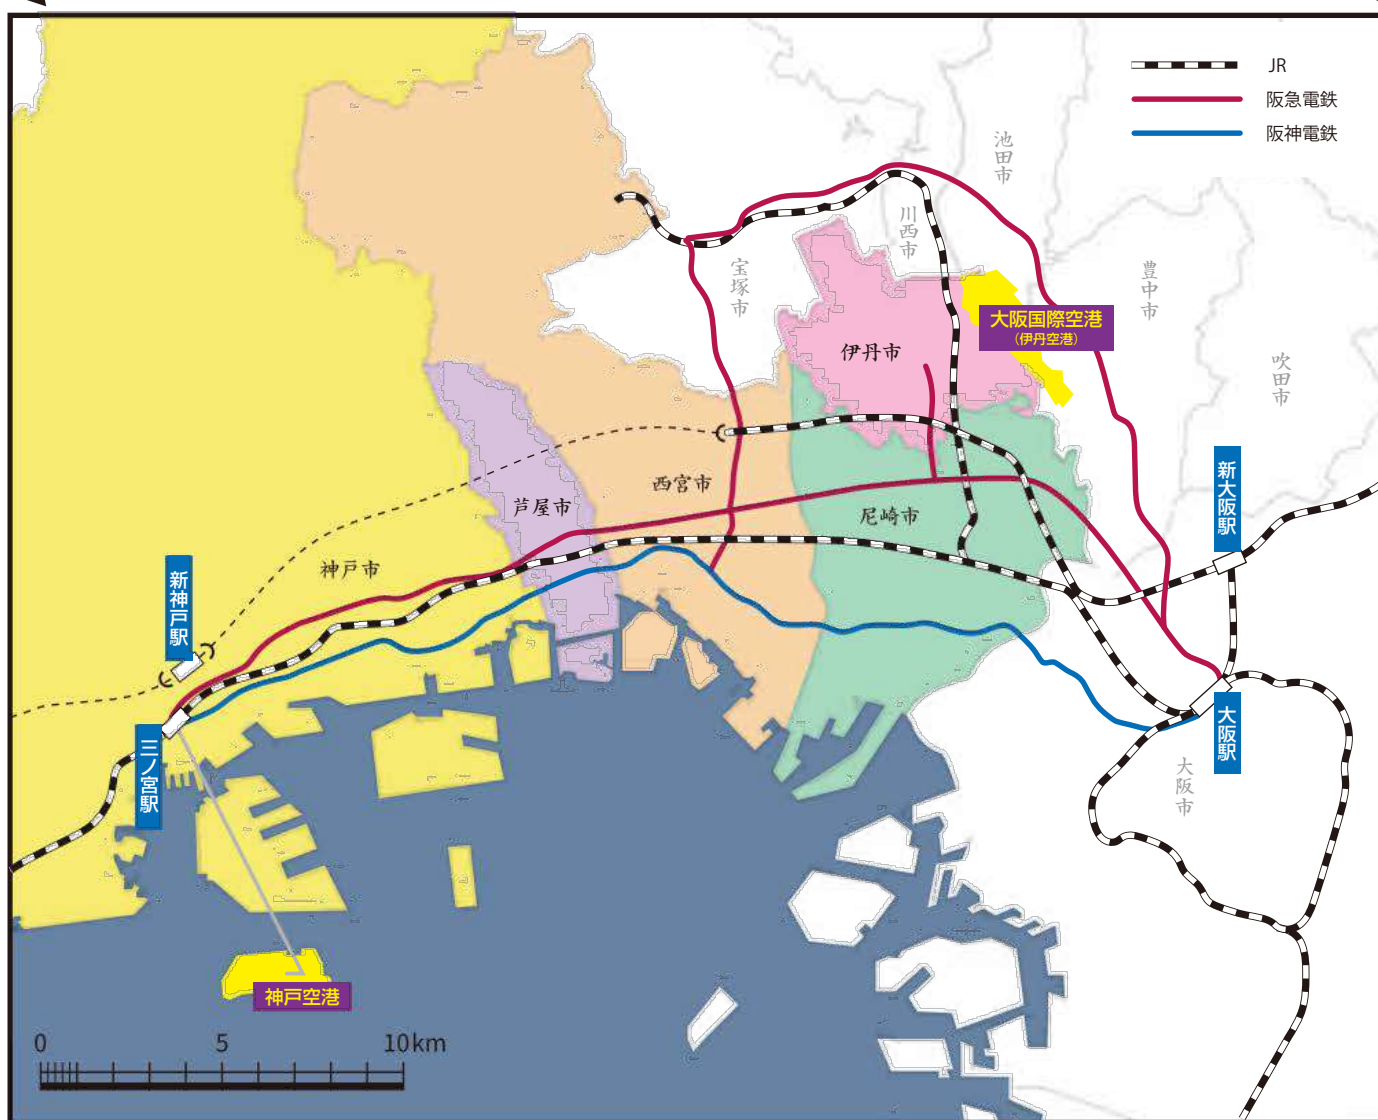 JR
阪急電鉄
阪神電鉄
池田市
川西市
宝塚市
豊中市
大阪国際空港
(伊丹空港)
伊丹市
吹田市
西宮市
芦屋市
尼崎市
新大阪駅
神戸市
新神戸駅
三ノ宮駅
大阪駅
大阪市
神戸空港
0 5 10km